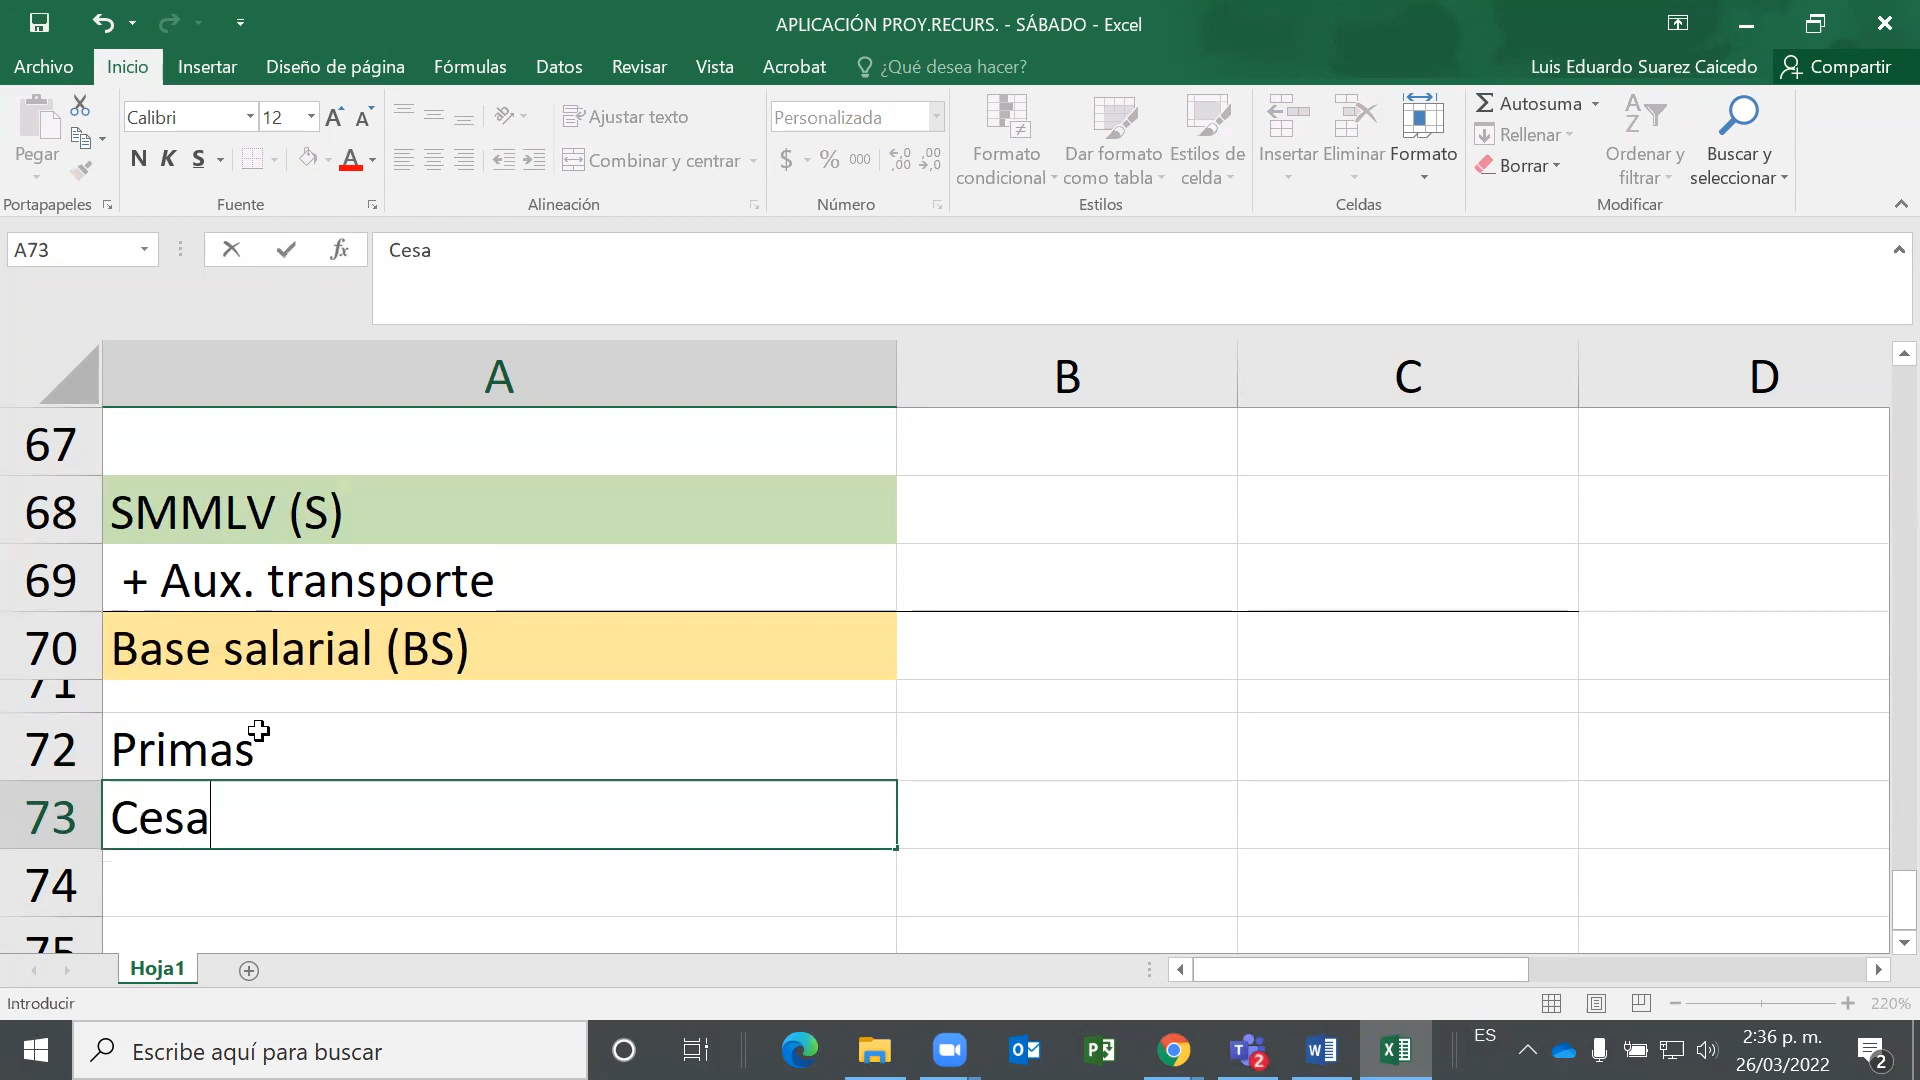 APLICACIÓN PROY.RECURS. - SÁBADO - Excel
Archivo Inicio Insertar Diseño de página Fórmulas Datos Revisar Vista Acrobat ¿Qué desea hacer? Luis Eduardo Suarez Caicedo Compartir
Pegar
Calibri 12
N K S
Ajustar texto
Combinar y centrar
Personalizada
$ % 000
Formato condicional
Dar formato como tabla
Estilos de celda
Insertar Eliminar Formato
Autosuma
Rellenar
Borrar
Ordenar y filtrar
Buscar y seleccionar
Portapapeles Fuente Alineación Número Estilos Celdas Modificar
A73 fx Cesa
A B C D
67
68 SMMLV (S)
69 + Aux. transporte
70 Base salarial (BS)
71
72 Primas
73 Cesa
74
75
Hoja1
Introducir 220%
Escribe aquí para buscar
ES
2:36 p. m.
26/03/2022
2
2